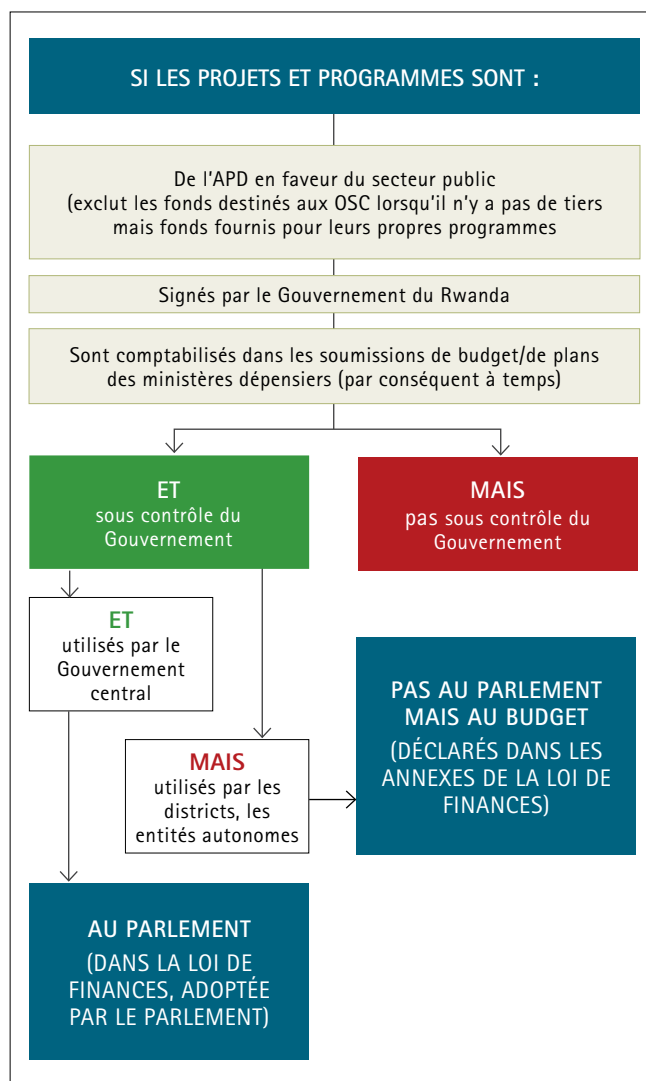 SI LES PROJETS ET PROGRAMMES SONT :
De l'APD en faveur du secteur public
(exclut les fonds destinés aux OSC lorsqu'il n'y a pas de tiers
mais fonds fournis pour leurs propres programmes
Signés par le Gouvernement du Rwanda
Sont comptabilisés dans les soumissions de budget/de plans
des ministères dépensiers (par conséquent à temps)
ET
sous contrôle du
Gouvernement
MAIS
pas sous contrôle du
Gouvernement
ET
utilisés par le
Gouvernement
central
MAIS
utilisés par les
districts, les
entités autonomes
PAS AU PARLEMENT
MAIS AU BUDGET
(DÉCLARÉS DANS LES
ANNEXES DE LA LOI DE
FINANCES)
AU PARLEMENT
(DANS LA LOI DE
FINANCES, ADOPTÉE
PAR LE PARLEMENT)